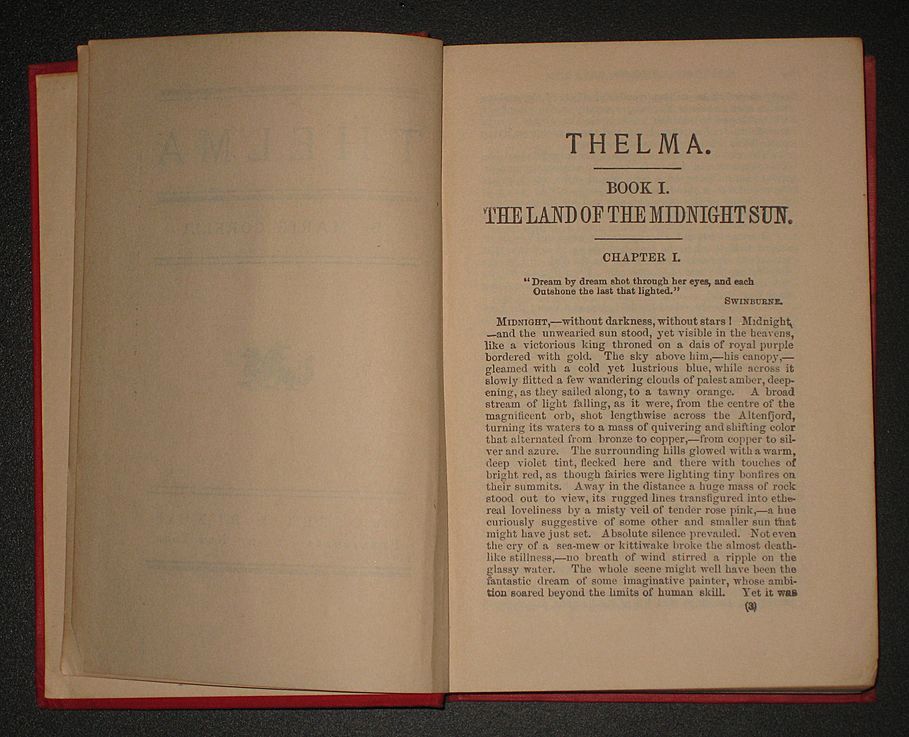 THELMA.
BOOK I.
THE LAND OF THE MIDNIGHT SUN.
CHAPTER I.
"Dream by dream shot through her eyes, and each
Outshone the last that lighted."
SWINBURNE.
MIDNIGHT,—without darkness, without stars! Midnight,
—and the unwearied sun stood, yet visible in the heavens,
like a victorious king throned on a dais of royal purple
bordered with gold. The sky above him,—his canopy,—
gleamed with a cold yet lustrous blue, while across it
slowly flitted a few wandering clouds of palest amber, deep-
ening, as they sailed along, to a tawny orange. A broad
stream of light falling, as it were, from the centre of the
magnificent orb, shot lengthwise across the Altenfjord,
turning its waters to a mass of quivering and shifting color
that alternated from bronze to copper,—from copper to sil-
ver and azure. The surrounding hills glowed with a warm,
deep violet tint, flecked here and there with touches of
bright red, as though fairies were lighting tiny bonfires on
their summits. Away in the distance a huge mass of rock
stood out to view, its rugged lines transfigured into ethe-
real loveliness by a misty veil of tender rose pink,—a hue
curiously suggestive of some other and smaller sun that
might have just set. Absolute silence prevailed. Not even
the cry of a sea-mew or kittiwake broke the almost death-
like stillness,—no breath of wind stirred a ripple on the
glassy water. The whole scene might well have been the
fantastic dream of some imaginative painter, whose ambi-
tion soared beyond the limits of human skill. Yet it was
(3)